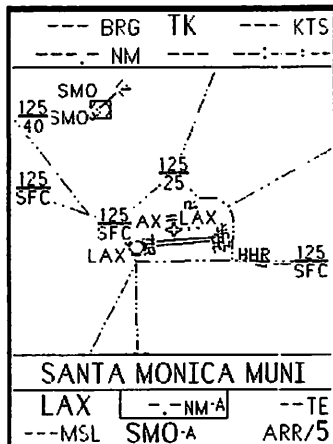 --- BRG TK --- KTS
---.- NM --- --:--:--
SMO
125
40
SMO
125
SFC
125
25
125
SFC
AX
LAX
LAX
HHR
125
SFC
SANTA MONICA MUNI
LAX -.-NM-A --TE
---MSL SMO-A ARR/5